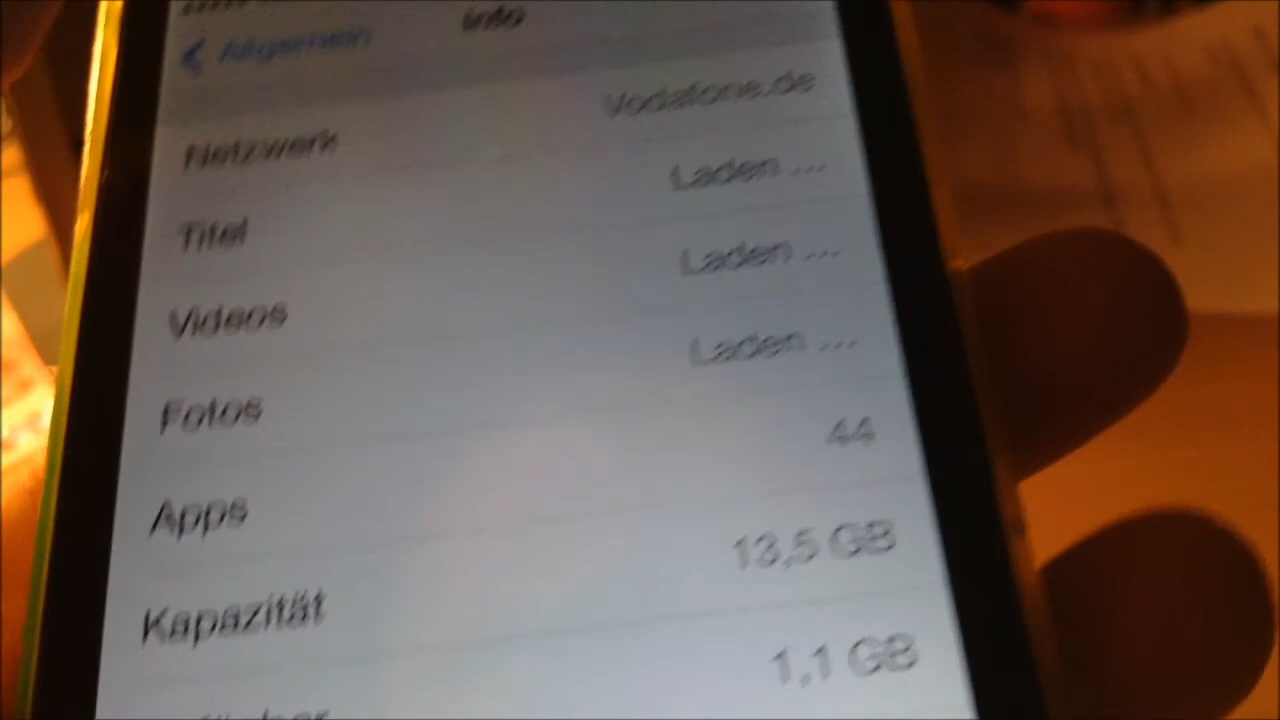 Allgemein
Info
Netzwerk
Vodafone.de
Titel
Laden ...
Videos
Laden ...
Fotos
Laden ...
Apps
44
Kapazität
13,5 GB
1,1 GB